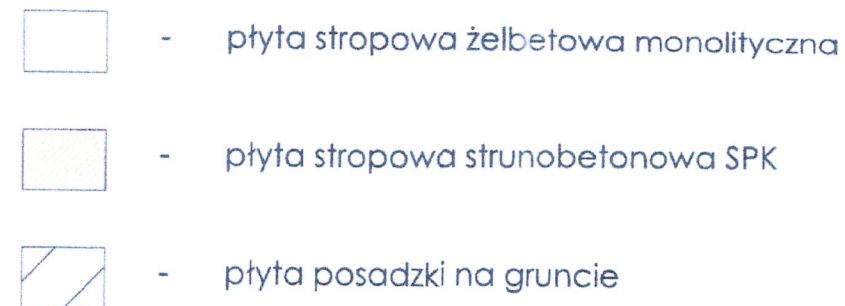 - płyta stropowa żelbetowa monolityczna
- płyta stropowa strunobetonowa SPK
- płyta posadzki na gruncie